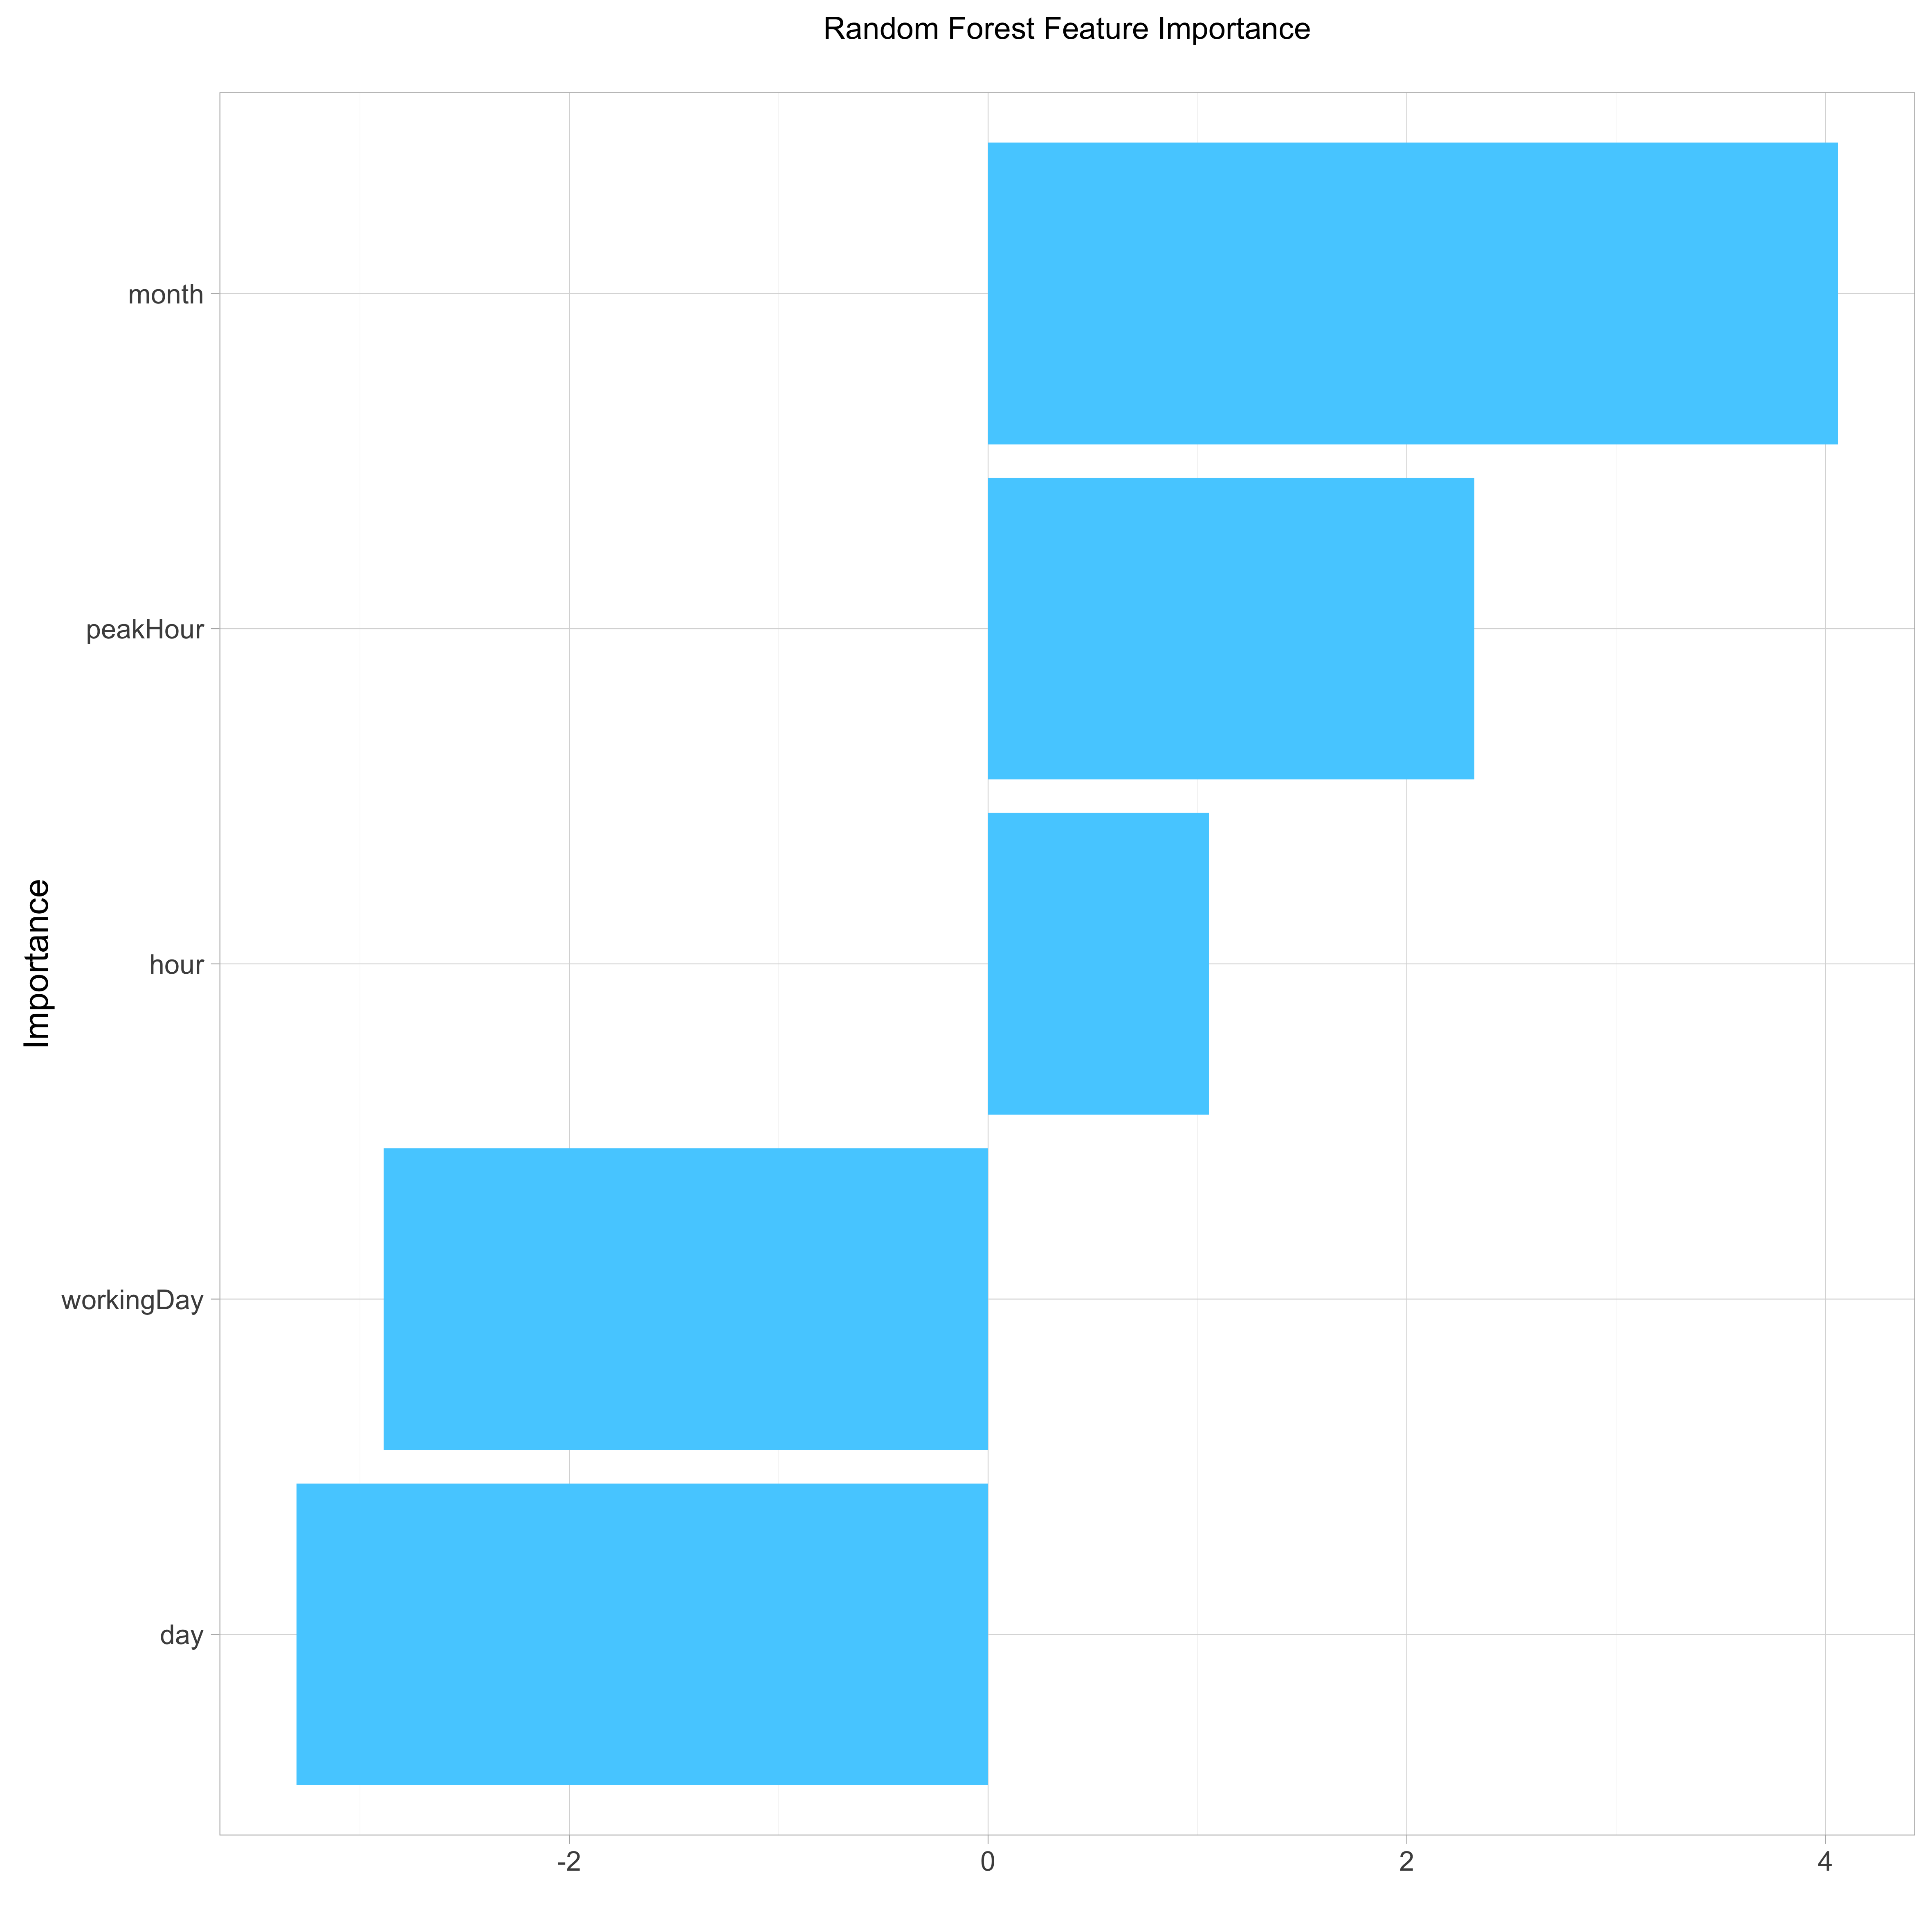 Random Forest Feature Importance
month
peakHour
hour
Importance
workingDay
day
-2 0 2 4